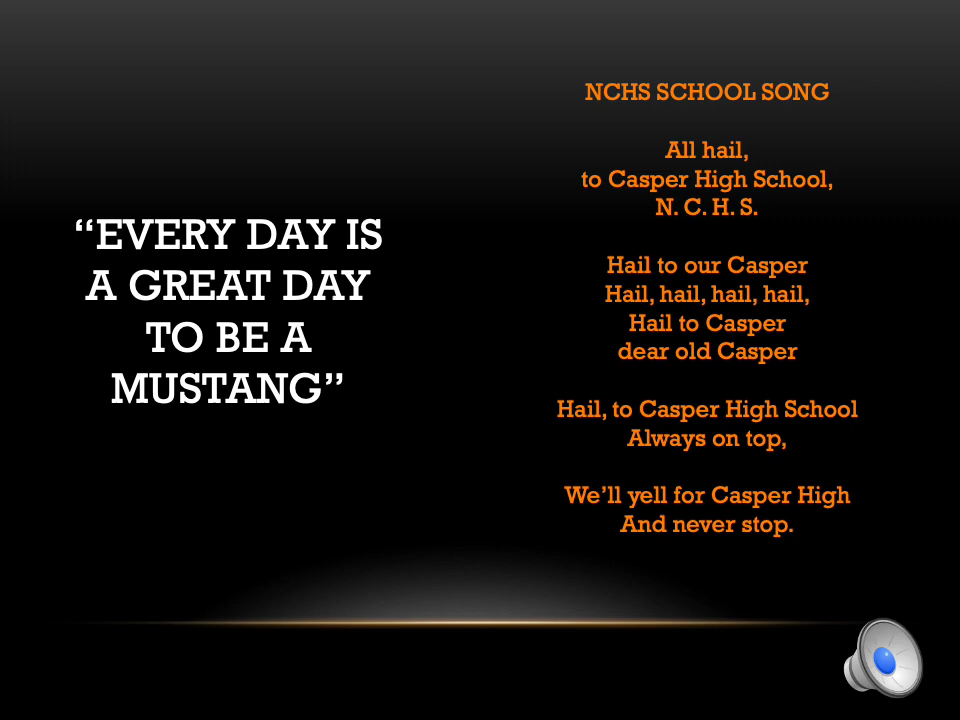 “EVERY DAY IS
A GREAT DAY
TO BE A
MUSTANG”
NCHS SCHOOL SONG
All hail,
to Casper High School,
N. C. H. S.
Hail to our Casper
Hail, hail, hail, hail,
Hail to Casper
dear old Casper
Hail, to Casper High School
Always on top,
We’ll yell for Casper High
And never stop.